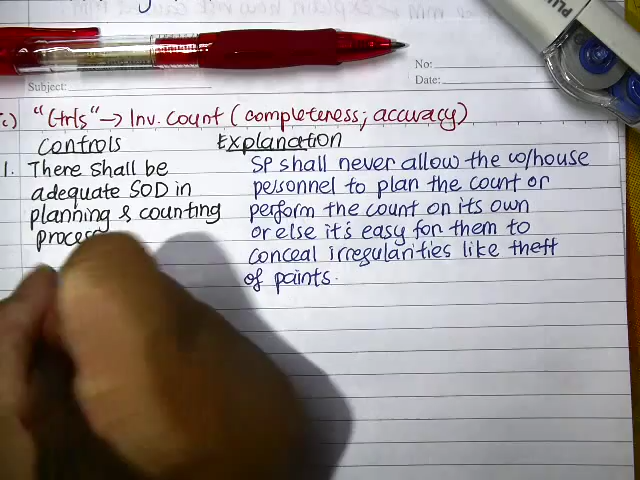 No:
Subject:
Date:
c) "Ctrls" → Inv. count (completeness; accuracy)
Controls Explanation
1. There shall be SP shall never allow the w/house
adequate SOD in personnel to plan the count or
planning & counting perform the count on its own
process or else it's easy for them to
conceal irregularities like theft
of paints.